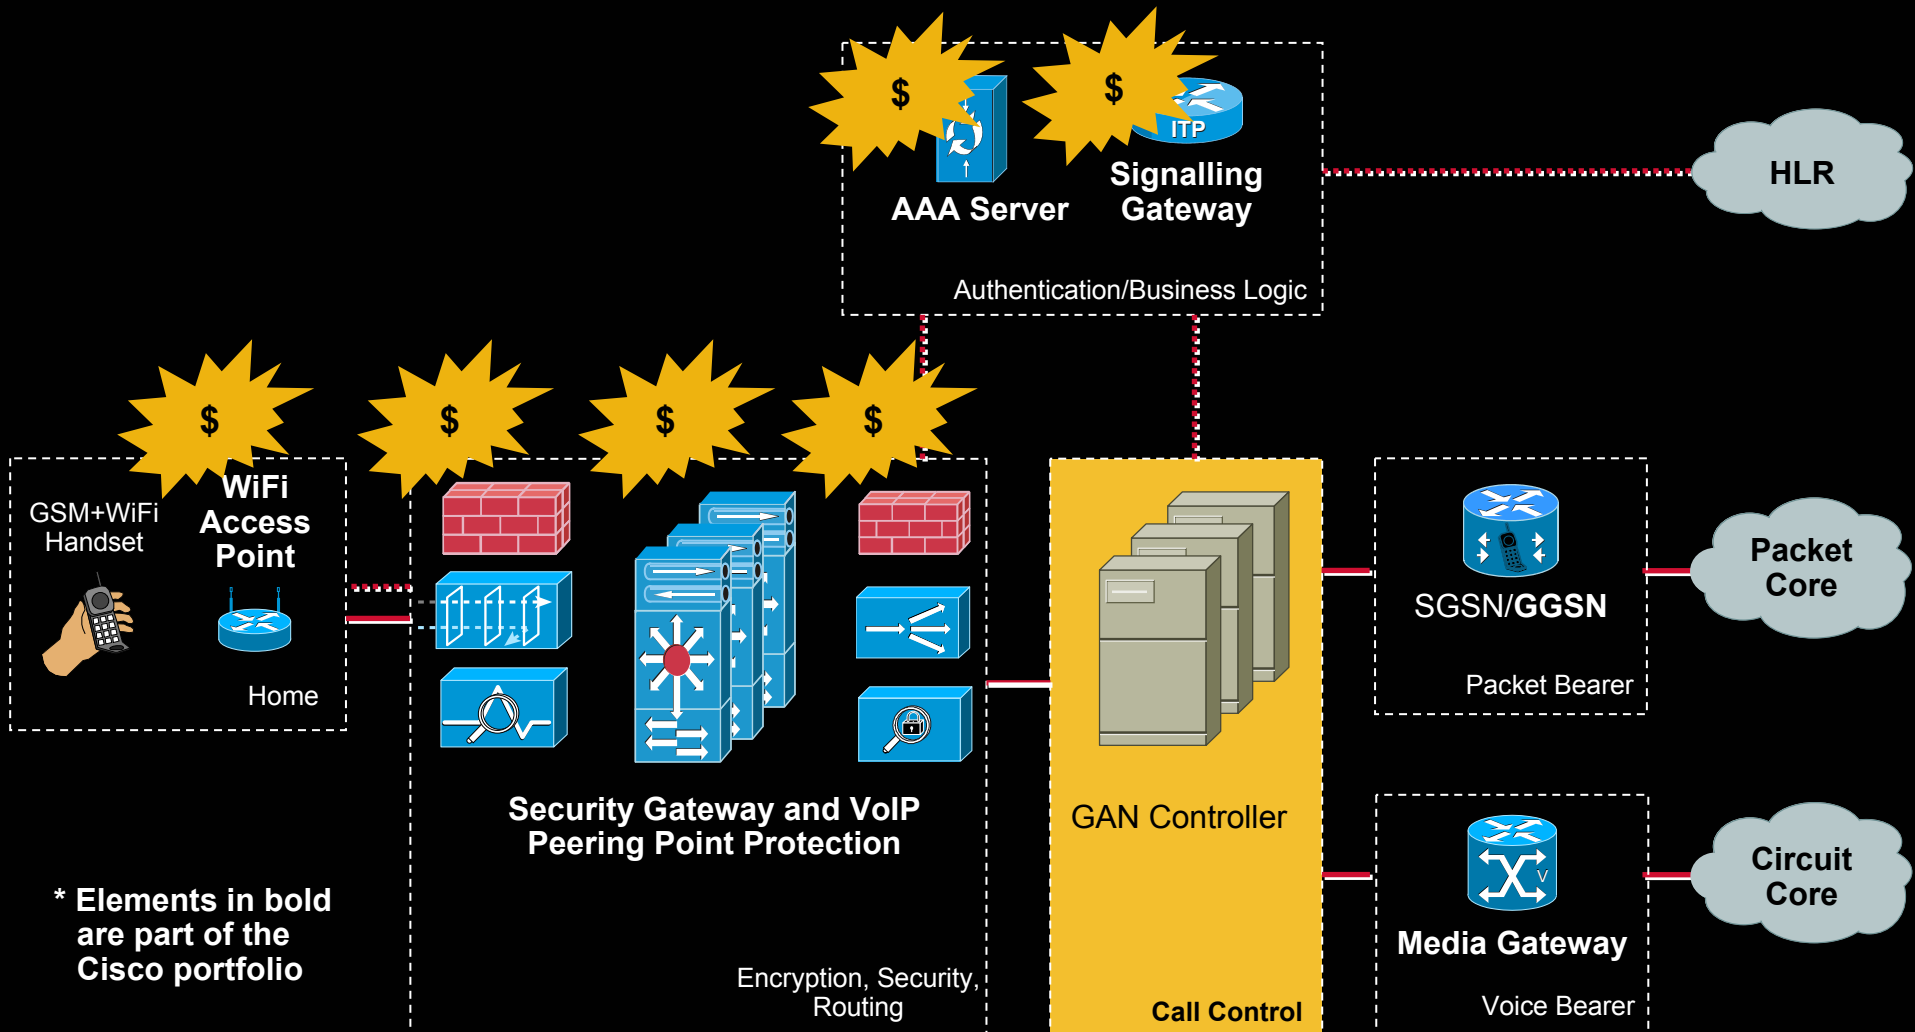 $
$
ITP
Signalling
Gateway
AAA Server
Authentication/Business Logic
HLR
$
$
$
$
GSM+WiFi
Handset
WiFi
Access
Point
Home
Security Gateway and VoIP
Peering Point Protection
Encryption, Security,
Routing
GAN Controller
Call Control
SGSN/GGSN
Packet Bearer
Packet
Core
V
Media Gateway
Voice Bearer
Circuit
Core
* Elements in bold
are part of the
Cisco portfolio